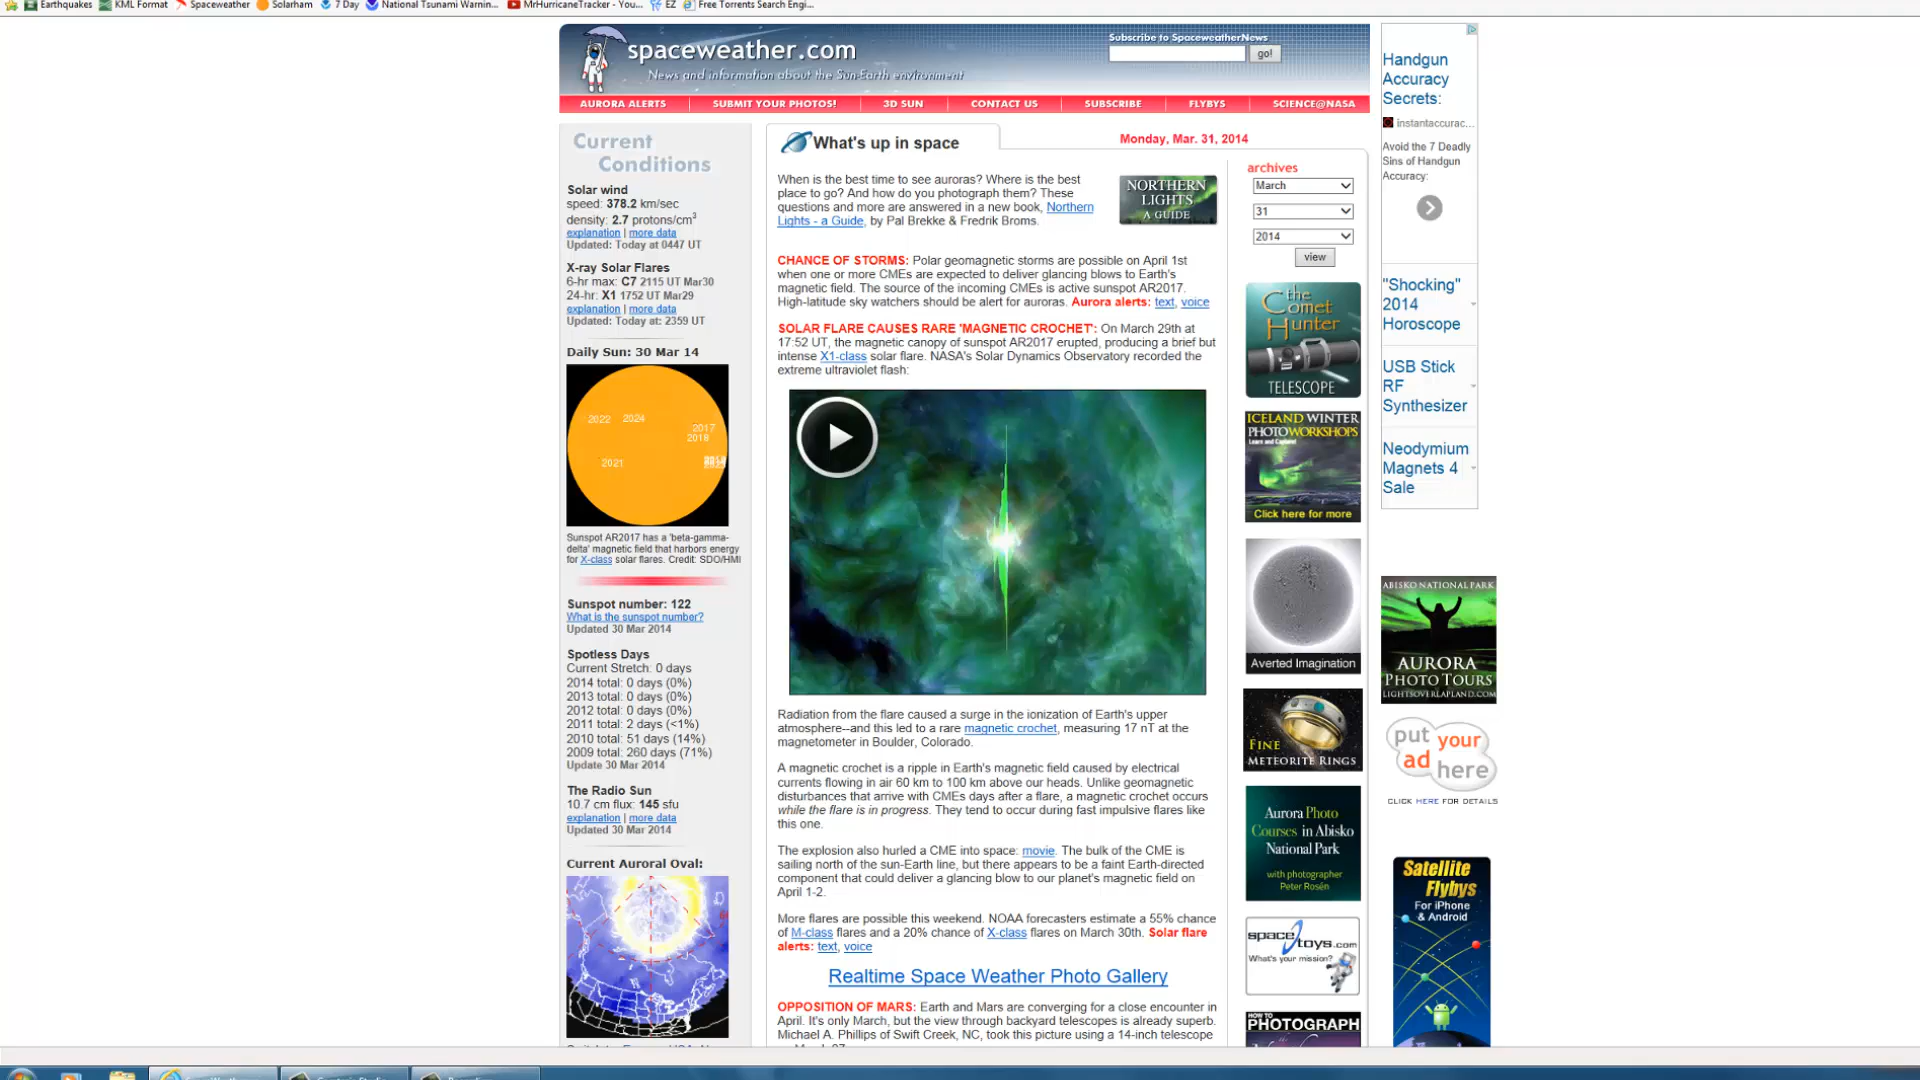 Earthquakes KML Format Spaceweather Solarham 7 Day National Tsunami Warnin... MrHurricaneTracker - You... EZ Free Torrents Search Engi...
spaceweather.com
News and information about the Sun-Earth environment
Subscribe to SpaceweatherNews
go!
AURORA ALERTS SUBMIT YOUR PHOTOS! 3D SUN CONTACT US SUBSCRIBE FLYBYS SCIENCE@NASA
Current
Conditions
Solar wind
speed: 378.2 km/sec
density: 2.7 protons/cm3
explanation | more data
Updated: Today at 0447 UT
X-ray Solar Flares
6-hr max: C7 2115 UT Mar30
24-hr: X1 1752 UT Mar29
explanation | more data
Updated: Today at: 2359 UT
Daily Sun: 30 Mar 14
2022 2024
2017
2018
2021
Sunspot AR2017 has a 'beta-gamma-
delta' magnetic field that harbors energy
for X-class solar flares. Credit: SDO/HMI
Sunspot number: 122
What is the sunspot number?
Updated 30 Mar 2014
Spotless Days
Current Stretch: 0 days
2014 total: 0 days (0%)
2013 total: 0 days (0%)
2012 total: 0 days (0%)
2011 total: 2 days (<1%)
2010 total: 51 days (14%)
2009 total: 260 days (71%)
Update 30 Mar 2014
The Radio Sun
10.7 cm flux: 145 sfu
explanation | more data
Updated 30 Mar 2014
Current Auroral Oval:
What's up in space
Monday, Mar. 31, 2014
When is the best time to see auroras? Where is the best
place to go? And how do you photograph them? These
questions and more are answered in a new book, Northern
Lights - a Guide, by Pal Brekke & Fredrik Broms.
NORTHERN
LIGHTS
A GUIDE
CHANCE OF STORMS: Polar geomagnetic storms are possible on April 1st
when one or more CMEs are expected to deliver glancing blows to Earth's
magnetic field. The source of the incoming CMEs is active sunspot AR2017.
High-latitude sky watchers should be alert for auroras. Aurora alerts: text, voice
SOLAR FLARE CAUSES RARE 'MAGNETIC CROCHET': On March 29th at
17:52 UT, the magnetic canopy of sunspot AR2017 erupted, producing a brief but
intense X1-class solar flare. NASA's Solar Dynamics Observatory recorded the
extreme ultraviolet flash:
Radiation from the flare caused a surge in the ionization of Earth's upper
atmosphere--and this led to a rare magnetic crochet, measuring 17 nT at the
magnetometer in Boulder, Colorado.
A magnetic crochet is a ripple in Earth's magnetic field caused by electrical
currents flowing in air 60 km to 100 km above our heads. Unlike geomagnetic
disturbances that arrive with CMEs days after a flare, a magnetic crochet occurs
while the flare is in progress. They tend to occur during fast impulsive flares like
this one.
The explosion also hurled a CME into space: movie. The bulk of the CME is
sailing north of the sun-Earth line, but there appears to be a faint Earth-directed
component that could deliver a glancing blow to our planet's magnetic field on
April 1-2.
More flares are possible this weekend. NOAA forecasters estimate a 55% chance
of M-class flares and a 20% chance of X-class flares on March 30th. Solar flare
alerts: text, voice
Realtime Space Weather Photo Gallery
OPPOSITION OF MARS: Earth and Mars are converging for a close encounter in
April. It's only March, but the view through backyard telescopes is already superb.
Michael A. Phillips of Swift Creek, NC, took this picture using a 14-inch telescope
archives
March
31
2014
view
the
Comet
Hunter
TELESCOPE
ICELAND WINTER
PHOTOWORKSHOPS
Learn and Explore!
Click here for more
Averted Imagination
FINE
METEORITE RINGS
Aurora Photo
Courses in Abisko
National Park
with photographer
Peter Rosén
spacetoys.com
What's your mission?
HOW TO
PHOTOGRAPH
Handgun
Accuracy
Secrets:
instantaccurac...
Avoid the 7 Deadly
Sins of Handgun
Accuracy:
"Shocking"
2014
Horoscope
USB Stick
RF
Synthesizer
Neodymium
Magnets 4
Sale
ABISKO NATIONAL PARK
AURORA
PHOTO TOURS
LIGHTSOVERLAPLAND.COM
put your
ad here
CLICK HERE FOR DETAILS
Satellite
Flybys
For iPhone
& Android